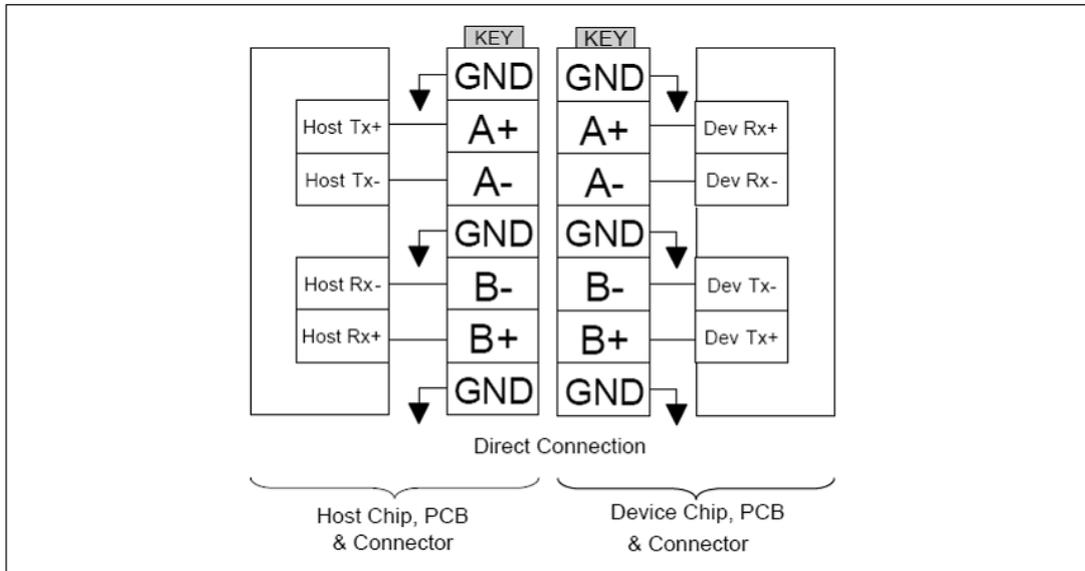 KEY KEY
GND GND
Host Tx+ A+ A+ Dev Rx+
Host Tx- A- A- Dev Rx-
GND GND
Host Rx- B- B- Dev Tx-
Host Rx+ B+ B+ Dev Tx+
GND GND
Direct Connection
Host Chip, PCB
& Connector
Device Chip, PCB
& Connector